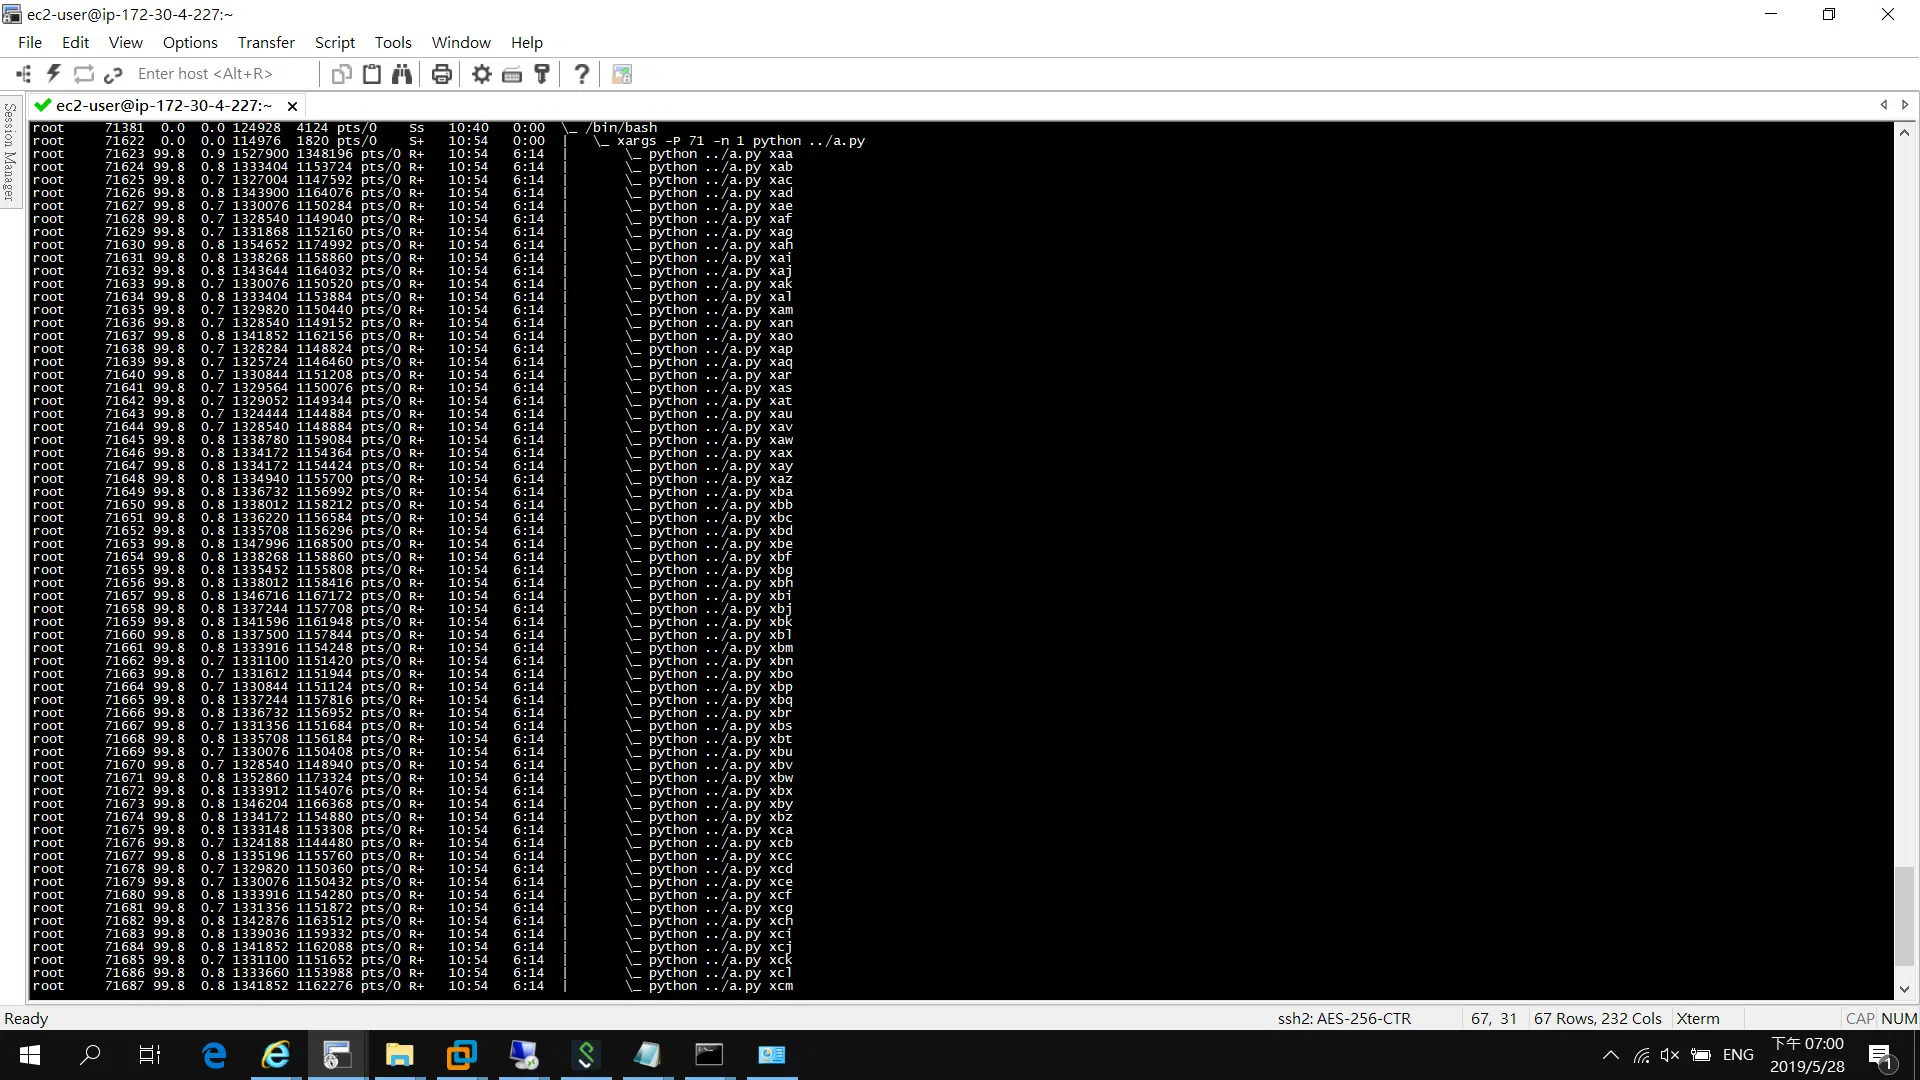 ec2-user@ip-172-30-4-227:~
File Edit View Options Transfer Script Tools Window Help
Enter host <Alt+R>
Session Manager
ec2-user@ip-172-30-4-227:~
root 71381 0.0 0.0 124928 4124 pts/0 Ss 10:40 0:00 \_ /bin/bash
root 71622 0.0 0.0 114976 1820 pts/0 S+ 10:54 0:00 | \_ xargs -P 71 -n 1 python ../a.py
root 71623 99.8 0.9 1527900 1348196 pts/0 R+ 10:54 6:14 | \_ python ../a.py xaa
root 71624 99.8 0.8 1333404 1153724 pts/0 R+ 10:54 6:14 | \_ python ../a.py xab
root 71625 99.8 0.7 1327004 1147592 pts/0 R+ 10:54 6:14 | \_ python ../a.py xac
root 71626 99.8 0.8 1343900 1164076 pts/0 R+ 10:54 6:14 | \_ python ../a.py xad
root 71627 99.8 0.7 1330076 1150284 pts/0 R+ 10:54 6:14 | \_ python ../a.py xae
root 71628 99.8 0.7 1328540 1149040 pts/0 R+ 10:54 6:14 | \_ python ../a.py xaf
root 71629 99.8 0.7 1331868 1152160 pts/0 R+ 10:54 6:14 | \_ python ../a.py xag
root 71630 99.8 0.8 1354652 1174992 pts/0 R+ 10:54 6:14 | \_ python ../a.py xah
root 71631 99.8 0.8 1338268 1158860 pts/0 R+ 10:54 6:14 | \_ python ../a.py xai
root 71632 99.8 0.8 1343644 1164032 pts/0 R+ 10:54 6:14 | \_ python ../a.py xaj
root 71633 99.8 0.7 1330076 1150520 pts/0 R+ 10:54 6:14 | \_ python ../a.py xak
root 71634 99.8 0.8 1333404 1153884 pts/0 R+ 10:54 6:14 | \_ python ../a.py xal
root 71635 99.8 0.7 1329820 1150440 pts/0 R+ 10:54 6:14 | \_ python ../a.py xam
root 71636 99.8 0.7 1328540 1149152 pts/0 R+ 10:54 6:14 | \_ python ../a.py xan
root 71637 99.8 0.8 1341852 1162156 pts/0 R+ 10:54 6:14 | \_ python ../a.py xao
root 71638 99.8 0.7 1328284 1148824 pts/0 R+ 10:54 6:14 | \_ python ../a.py xap
root 71639 99.8 0.7 1325724 1146460 pts/0 R+ 10:54 6:14 | \_ python ../a.py xaq
root 71640 99.8 0.7 1330844 1151208 pts/0 R+ 10:54 6:14 | \_ python ../a.py xar
root 71641 99.8 0.7 1329564 1150076 pts/0 R+ 10:54 6:14 | \_ python ../a.py xas
root 71642 99.8 0.7 1329052 1149344 pts/0 R+ 10:54 6:14 | \_ python ../a.py xat
root 71643 99.8 0.7 1324444 1144884 pts/0 R+ 10:54 6:14 | \_ python ../a.py xau
root 71644 99.8 0.7 1328540 1148884 pts/0 R+ 10:54 6:14 | \_ python ../a.py xav
root 71645 99.8 0.8 1338780 1159084 pts/0 R+ 10:54 6:14 | \_ python ../a.py xaw
root 71646 99.8 0.8 1334172 1154364 pts/0 R+ 10:54 6:14 | \_ python ../a.py xax
root 71647 99.8 0.8 1334172 1154424 pts/0 R+ 10:54 6:14 | \_ python ../a.py xay
root 71648 99.8 0.8 1334940 1155700 pts/0 R+ 10:54 6:14 | \_ python ../a.py xaz
root 71649 99.8 0.8 1336732 1156992 pts/0 R+ 10:54 6:14 | \_ python ../a.py xba
root 71650 99.8 0.8 1338012 1158212 pts/0 R+ 10:54 6:14 | \_ python ../a.py xbb
root 71651 99.8 0.8 1336220 1156584 pts/0 R+ 10:54 6:14 | \_ python ../a.py xbc
root 71652 99.8 0.8 1335708 1156296 pts/0 R+ 10:54 6:14 | \_ python ../a.py xbd
root 71653 99.8 0.8 1347996 1168500 pts/0 R+ 10:54 6:14 | \_ python ../a.py xbe
root 71654 99.8 0.8 1338268 1158860 pts/0 R+ 10:54 6:14 | \_ python ../a.py xbf
root 71655 99.8 0.8 1335452 1155808 pts/0 R+ 10:54 6:14 | \_ python ../a.py xbg
root 71656 99.8 0.8 1338012 1158416 pts/0 R+ 10:54 6:14 | \_ python ../a.py xbh
root 71657 99.8 0.8 1346716 1167172 pts/0 R+ 10:54 6:14 | \_ python ../a.py xbi
root 71658 99.8 0.8 1337244 1157708 pts/0 R+ 10:54 6:14 | \_ python ../a.py xbj
root 71659 99.8 0.8 1341596 1161948 pts/0 R+ 10:54 6:14 | \_ python ../a.py xbk
root 71660 99.8 0.8 1337500 1157844 pts/0 R+ 10:54 6:14 | \_ python ../a.py xbl
root 71661 99.8 0.8 1333916 1154248 pts/0 R+ 10:54 6:14 | \_ python ../a.py xbm
root 71662 99.8 0.7 1331100 1151420 pts/0 R+ 10:54 6:14 | \_ python ../a.py xbn
root 71663 99.8 0.7 1331612 1151944 pts/0 R+ 10:54 6:14 | \_ python ../a.py xbo
root 71664 99.8 0.7 1330844 1151124 pts/0 R+ 10:54 6:14 | \_ python ../a.py xbp
root 71665 99.8 0.8 1337244 1157816 pts/0 R+ 10:54 6:14 | \_ python ../a.py xbq
root 71666 99.8 0.8 1336732 1156952 pts/0 R+ 10:54 6:14 | \_ python ../a.py xbr
root 71667 99.8 0.7 1331356 1151684 pts/0 R+ 10:54 6:14 | \_ python ../a.py xbs
root 71668 99.8 0.8 1335708 1156184 pts/0 R+ 10:54 6:14 | \_ python ../a.py xbt
root 71669 99.8 0.7 1330076 1150408 pts/0 R+ 10:54 6:14 | \_ python ../a.py xbu
root 71670 99.8 0.7 1328540 1148940 pts/0 R+ 10:54 6:14 | \_ python ../a.py xbv
root 71671 99.8 0.8 1352860 1173324 pts/0 R+ 10:54 6:14 | \_ python ../a.py xbw
root 71672 99.8 0.8 1333912 1154076 pts/0 R+ 10:54 6:14 | \_ python ../a.py xbx
root 71673 99.8 0.8 1346204 1166368 pts/0 R+ 10:54 6:14 | \_ python ../a.py xby
root 71674 99.8 0.8 1334172 1154880 pts/0 R+ 10:54 6:14 | \_ python ../a.py xbz
root 71675 99.8 0.8 1333148 1153308 pts/0 R+ 10:54 6:14 | \_ python ../a.py xca
root 71676 99.8 0.7 1324188 1144480 pts/0 R+ 10:54 6:14 | \_ python ../a.py xcb
root 71677 99.8 0.8 1335196 1155760 pts/0 R+ 10:54 6:14 | \_ python ../a.py xcc
root 71678 99.8 0.7 1329820 1150360 pts/0 R+ 10:54 6:14 | \_ python ../a.py xcd
root 71679 99.8 0.7 1330076 1150432 pts/0 R+ 10:54 6:14 | \_ python ../a.py xce
root 71680 99.8 0.8 1333916 1154280 pts/0 R+ 10:54 6:14 | \_ python ../a.py xcf
root 71681 99.8 0.7 1331356 1151872 pts/0 R+ 10:54 6:14 | \_ python ../a.py xcg
root 71682 99.8 0.8 1342876 1163512 pts/0 R+ 10:54 6:14 | \_ python ../a.py xch
root 71683 99.8 0.8 1339036 1159332 pts/0 R+ 10:54 6:14 | \_ python ../a.py xci
root 71684 99.8 0.8 1341852 1162088 pts/0 R+ 10:54 6:14 | \_ python ../a.py xcj
root 71685 99.8 0.7 1331100 1151652 pts/0 R+ 10:54 6:14 | \_ python ../a.py xck
root 71686 99.8 0.8 1333660 1153988 pts/0 R+ 10:54 6:14 | \_ python ../a.py xcl
root 71687 99.8 0.8 1341852 1162276 pts/0 R+ 10:54 6:14 | \_ python ../a.py xcm
Ready ssh2: AES-256-CTR 67, 31 67 Rows, 232 Cols Xterm CAP NUM
ENG
下午 07:00
2019/5/28
1